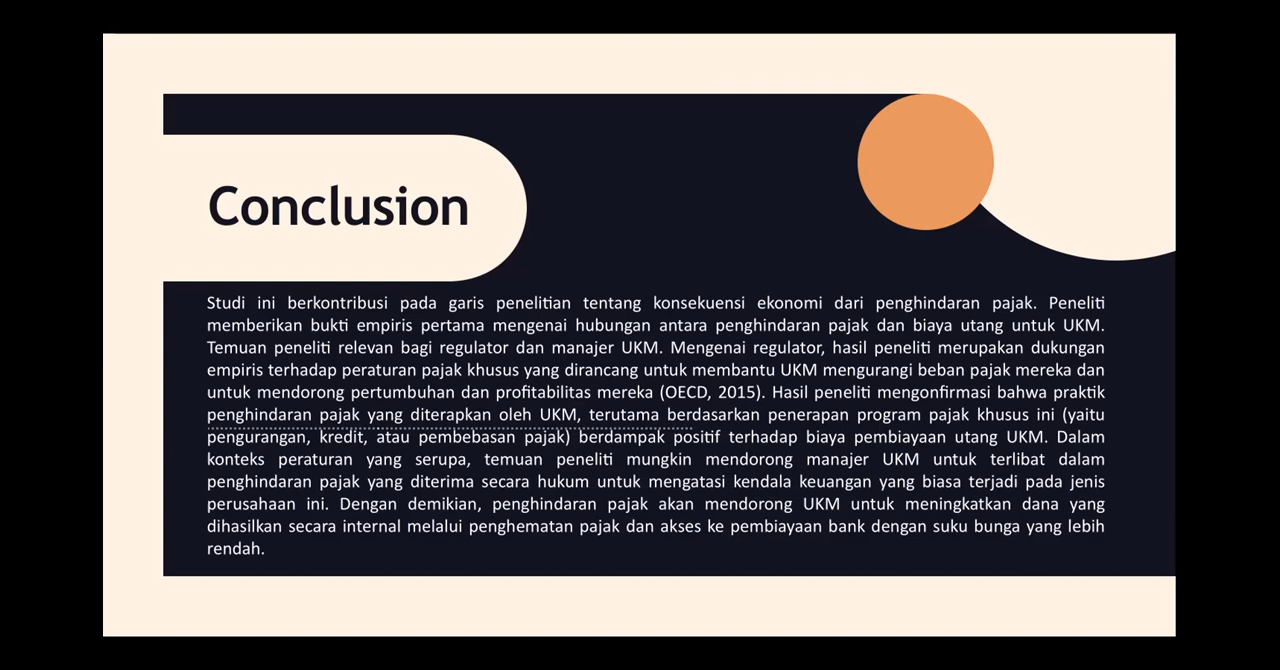 Conclusion
Studi ini berkontribusi pada garis penelitian tentang konsekuensi ekonomi dari penghindaran pajak. Peneliti
memberikan bukti empiris pertama mengenai hubungan antara penghindaran pajak dan biaya utang untuk UKM.
Temuan peneliti relevan bagi regulator dan manajer UKM. Mengenai regulator, hasil peneliti merupakan dukungan
empiris terhadap peraturan pajak khusus yang dirancang untuk membantu UKM mengurangi beban pajak mereka dan
untuk mendorong pertumbuhan dan profitabilitas mereka (OECD, 2015). Hasil peneliti mengonfirmasi bahwa praktik
penghindaran pajak yang diterapkan oleh UKM, terutama berdasarkan penerapan program pajak khusus ini (yaitu
pengurangan, kredit, atau pembebasan pajak) berdampak positif terhadap biaya pembiayaan utang UKM. Dalam
konteks peraturan yang serupa, temuan peneliti mungkin mendorong manajer UKM untuk terlibat dalam
penghindaran pajak yang diterima secara hukum untuk mengatasi kendala keuangan yang biasa terjadi pada jenis
perusahaan ini. Dengan demikian, penghindaran pajak akan mendorong UKM untuk meningkatkan dana yang
dihasilkan secara internal melalui penghematan pajak dan akses ke pembiayaan bank dengan suku bunga yang lebih
rendah.